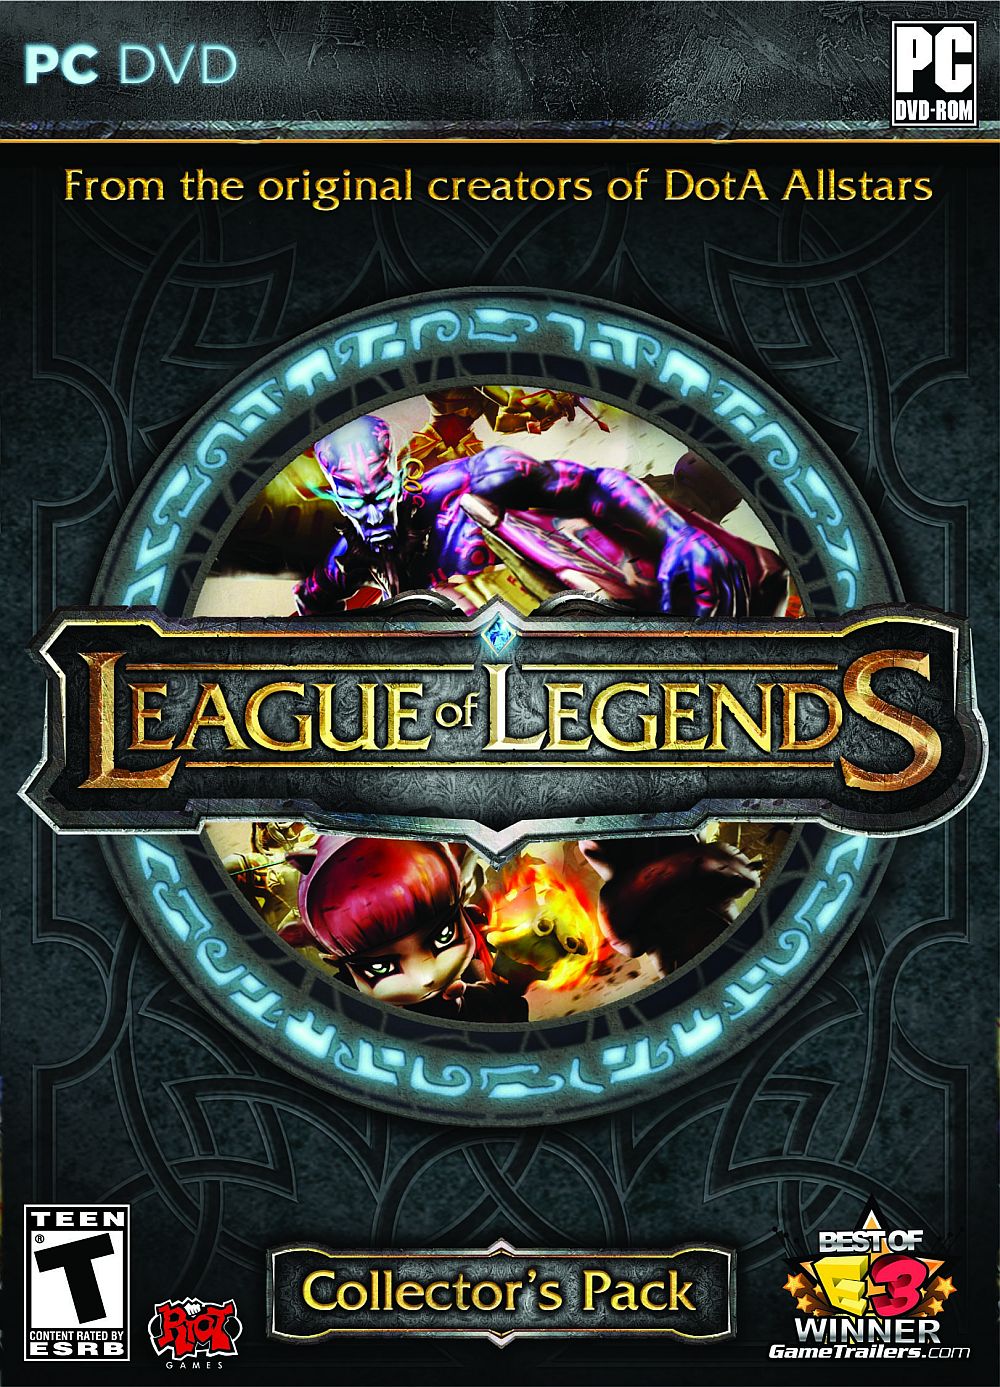 PC DVD
PC
DVD-ROM
From the original creators of DotA Allstars
LEAGUE of LEGENDS
TEEN
®
T
CONTENT RATED BY
ESRB
RIOT
GAMES
Collector's Pack
BEST OF
E3
WINNER
GameTrailers.com